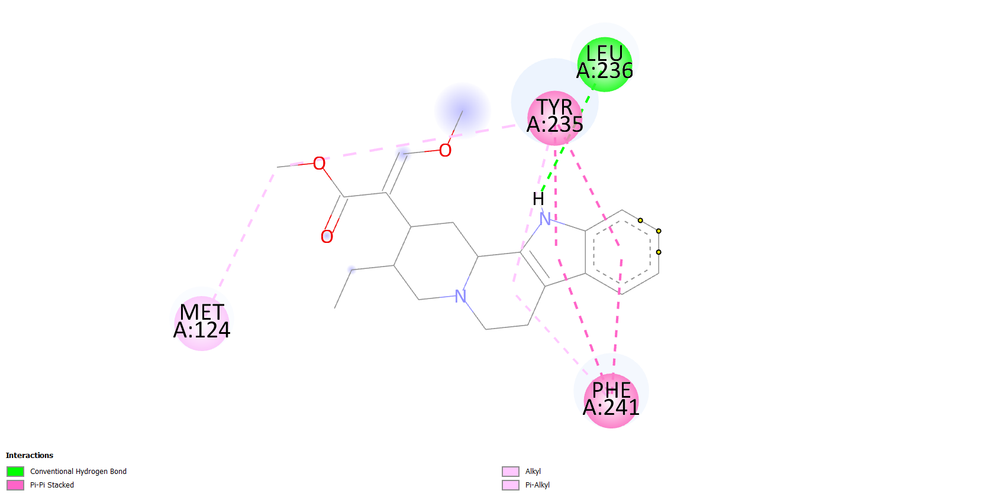 LEU
A:236
TYR
A:235
O
O
H
N
O
N
MET
A:124
PHE
A:241
Interactions
Conventional Hydrogen Bond
Pi-Pi Stacked
Alkyl
Pi-Alkyl